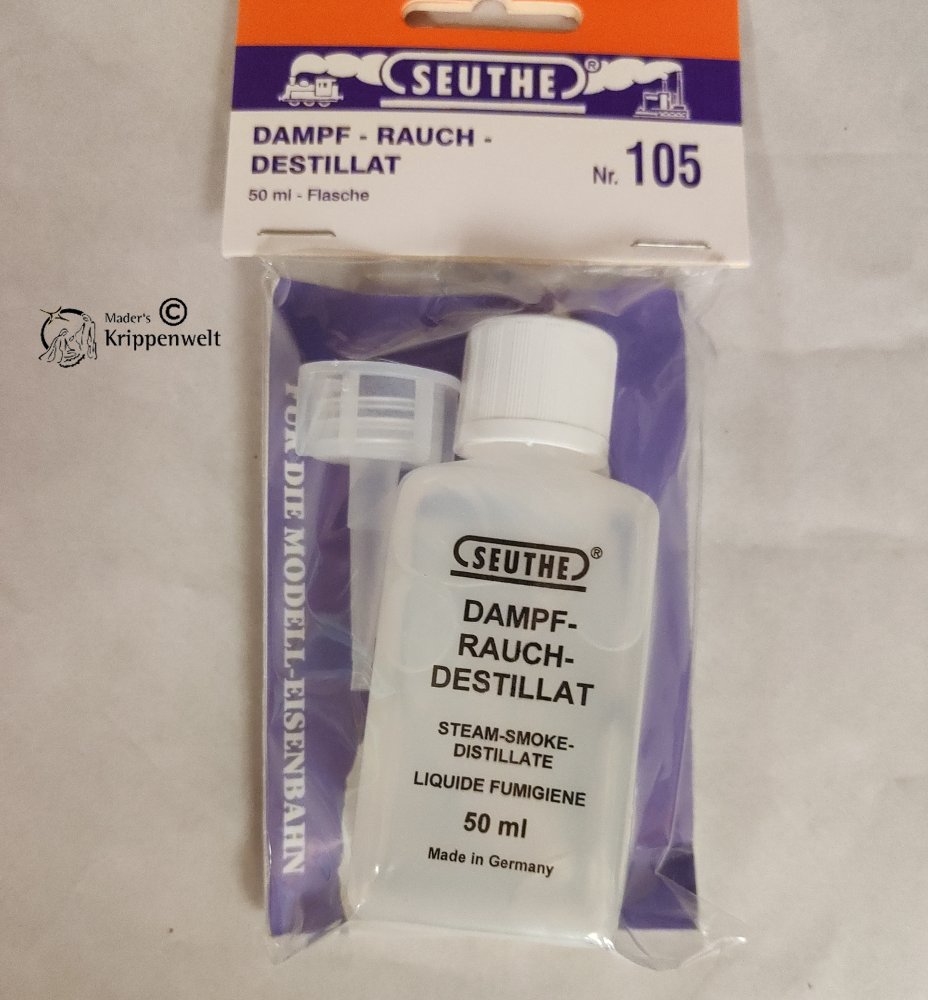 SEUTHE®
DAMPF - RAUCH -
DESTILLAT
50 ml - Flasche
Nr. 105
Mader's ©
Krippenwelt
FÜR DIE MODELL-EISENBAHN
SEUTHE®
DAMPF-
RAUCH-
DESTILLAT
STEAM-SMOKE-
DISTILLATE
LIQUIDE FUMIGIENE
50 ml
Made in Germany